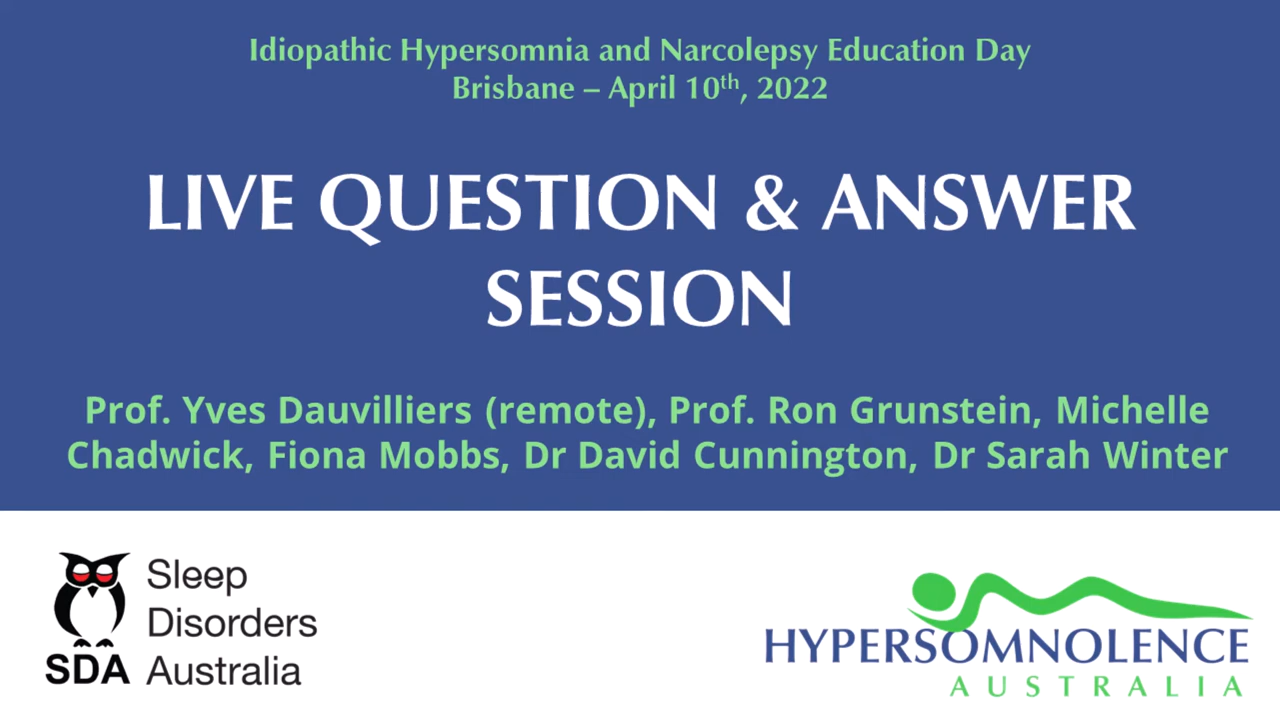 Idiopathic Hypersomnia and Narcolepsy Education Day
Brisbane – April 10th, 2022
LIVE QUESTION & ANSWER
SESSION
Prof. Yves Dauvilliers (remote), Prof. Ron Grunstein, Michelle
Chadwick, Fiona Mobbs, Dr David Cunnington, Dr Sarah Winter
Sleep
Disorders
SDA Australia
HYPERSOMNOLENCE
AUSTRALIA